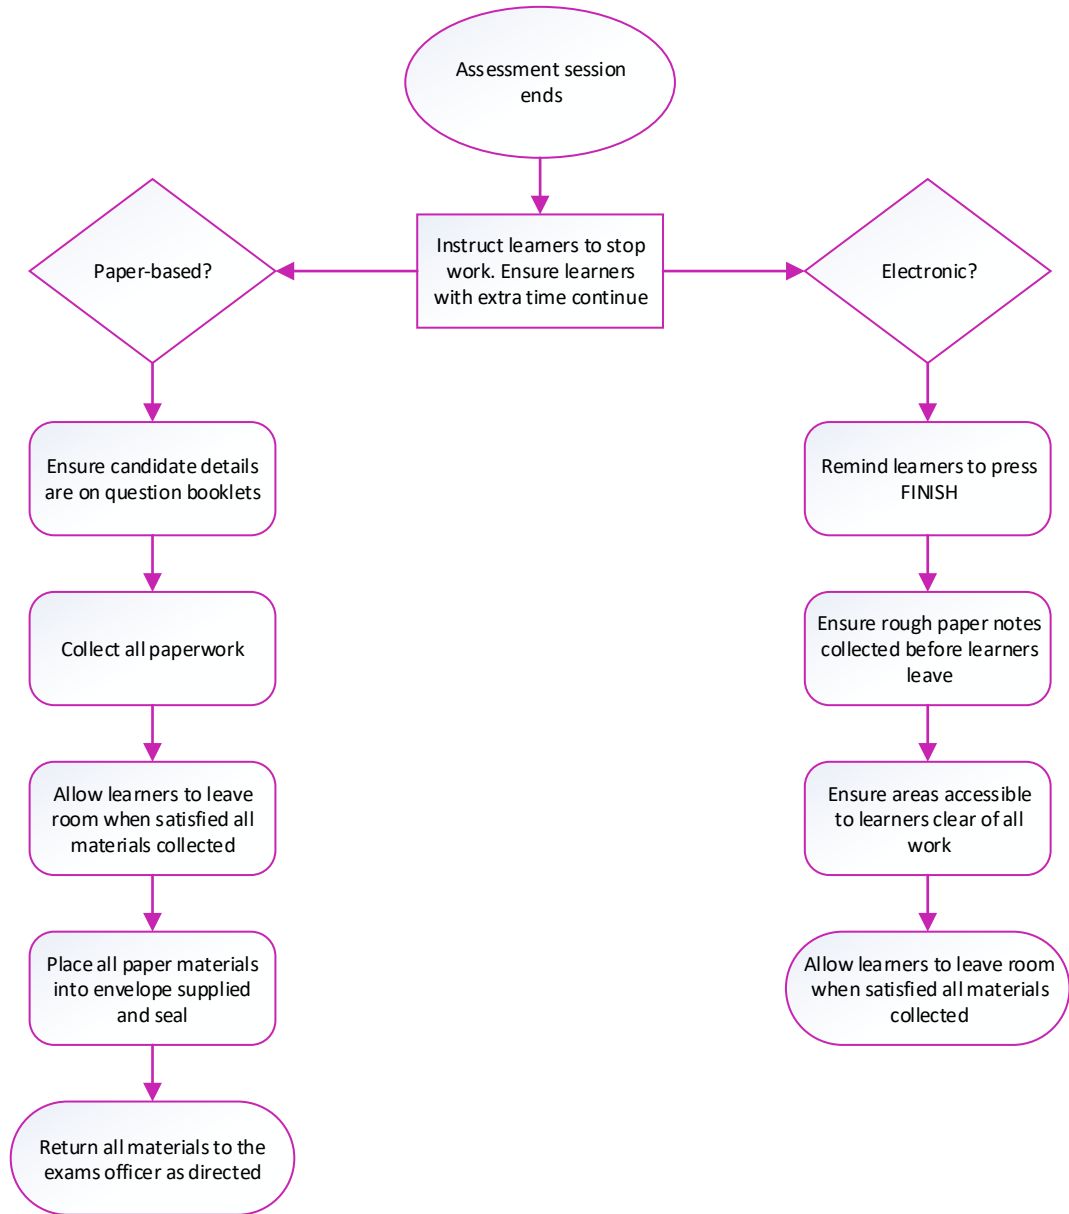 Assessment session
ends
Instruct learners to stop
work. Ensure learners
with extra time continue
Paper-based?
Ensure candidate details
are on question booklets
Collect all paperwork
Allow learners to leave
room when satisfied all
materials collected
Place all paper materials
into envelope supplied
and seal
Return all materials to the
exams officer as directed
Electronic?
Remind learners to press
FINISH
Ensure rough paper notes
collected before learners
leave
Ensure areas accessible
to learners clear of all
work
Allow learners to leave room
when satisfied all materials
collected